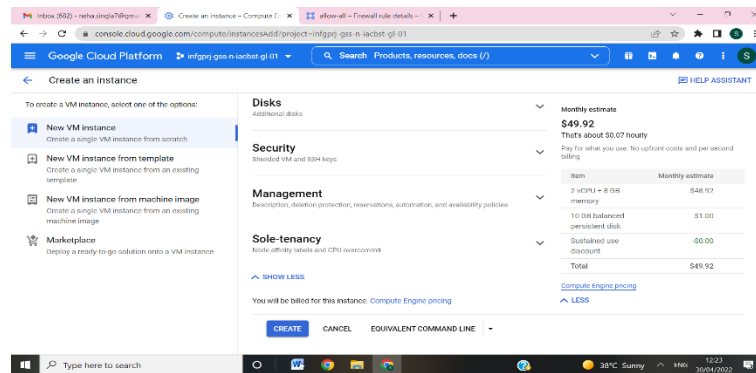 Inbox (602) - neha.singla7@gm
Create an instance – Compute En
allow-all – Firewall rule details –
console.cloud.google.com/compute/instancesAdd?project=infgprj-gss-n-iacbst-gl-01
Google Cloud Platform
infgprj-gss-n-iacbst-gl-01
Search Products, resources, docs (/)
S
Create an instance
HELP ASSISTANT
To create a VM instance, select one of the options:
New VM instance
Create a single VM instance from scratch
New VM instance from template
Create a single VM instance from an existing
template
New VM instance from machine image
Create a single VM instance from an existing
machine image
Marketplace
Deploy a ready-to-go solution onto a VM instance
Disks
Additional disks
Security
Shielded VM and SSH keys
Management
Description, deletion protection, reservations, automation, and availability policies
Sole-tenancy
Node affinity labels and CPU overcommit
SHOW LESS
You will be billed for this instance. Compute Engine pricing
CREATE CANCEL EQUIVALENT COMMAND LINE
Monthly estimate
$49.92
That's about $0.07 hourly
Pay for what you use: No upfront costs and per second
billing
Item Monthly estimate
2 vCPU + 8 GB
memory
$48.92
10 GB balanced
persistent disk
$1.00
Sustained use
discount
-$0.00
Total $49.92
Compute Engine pricing
LESS
Type here to search
38°C Sunny
ENG
12:23
30/04/2022